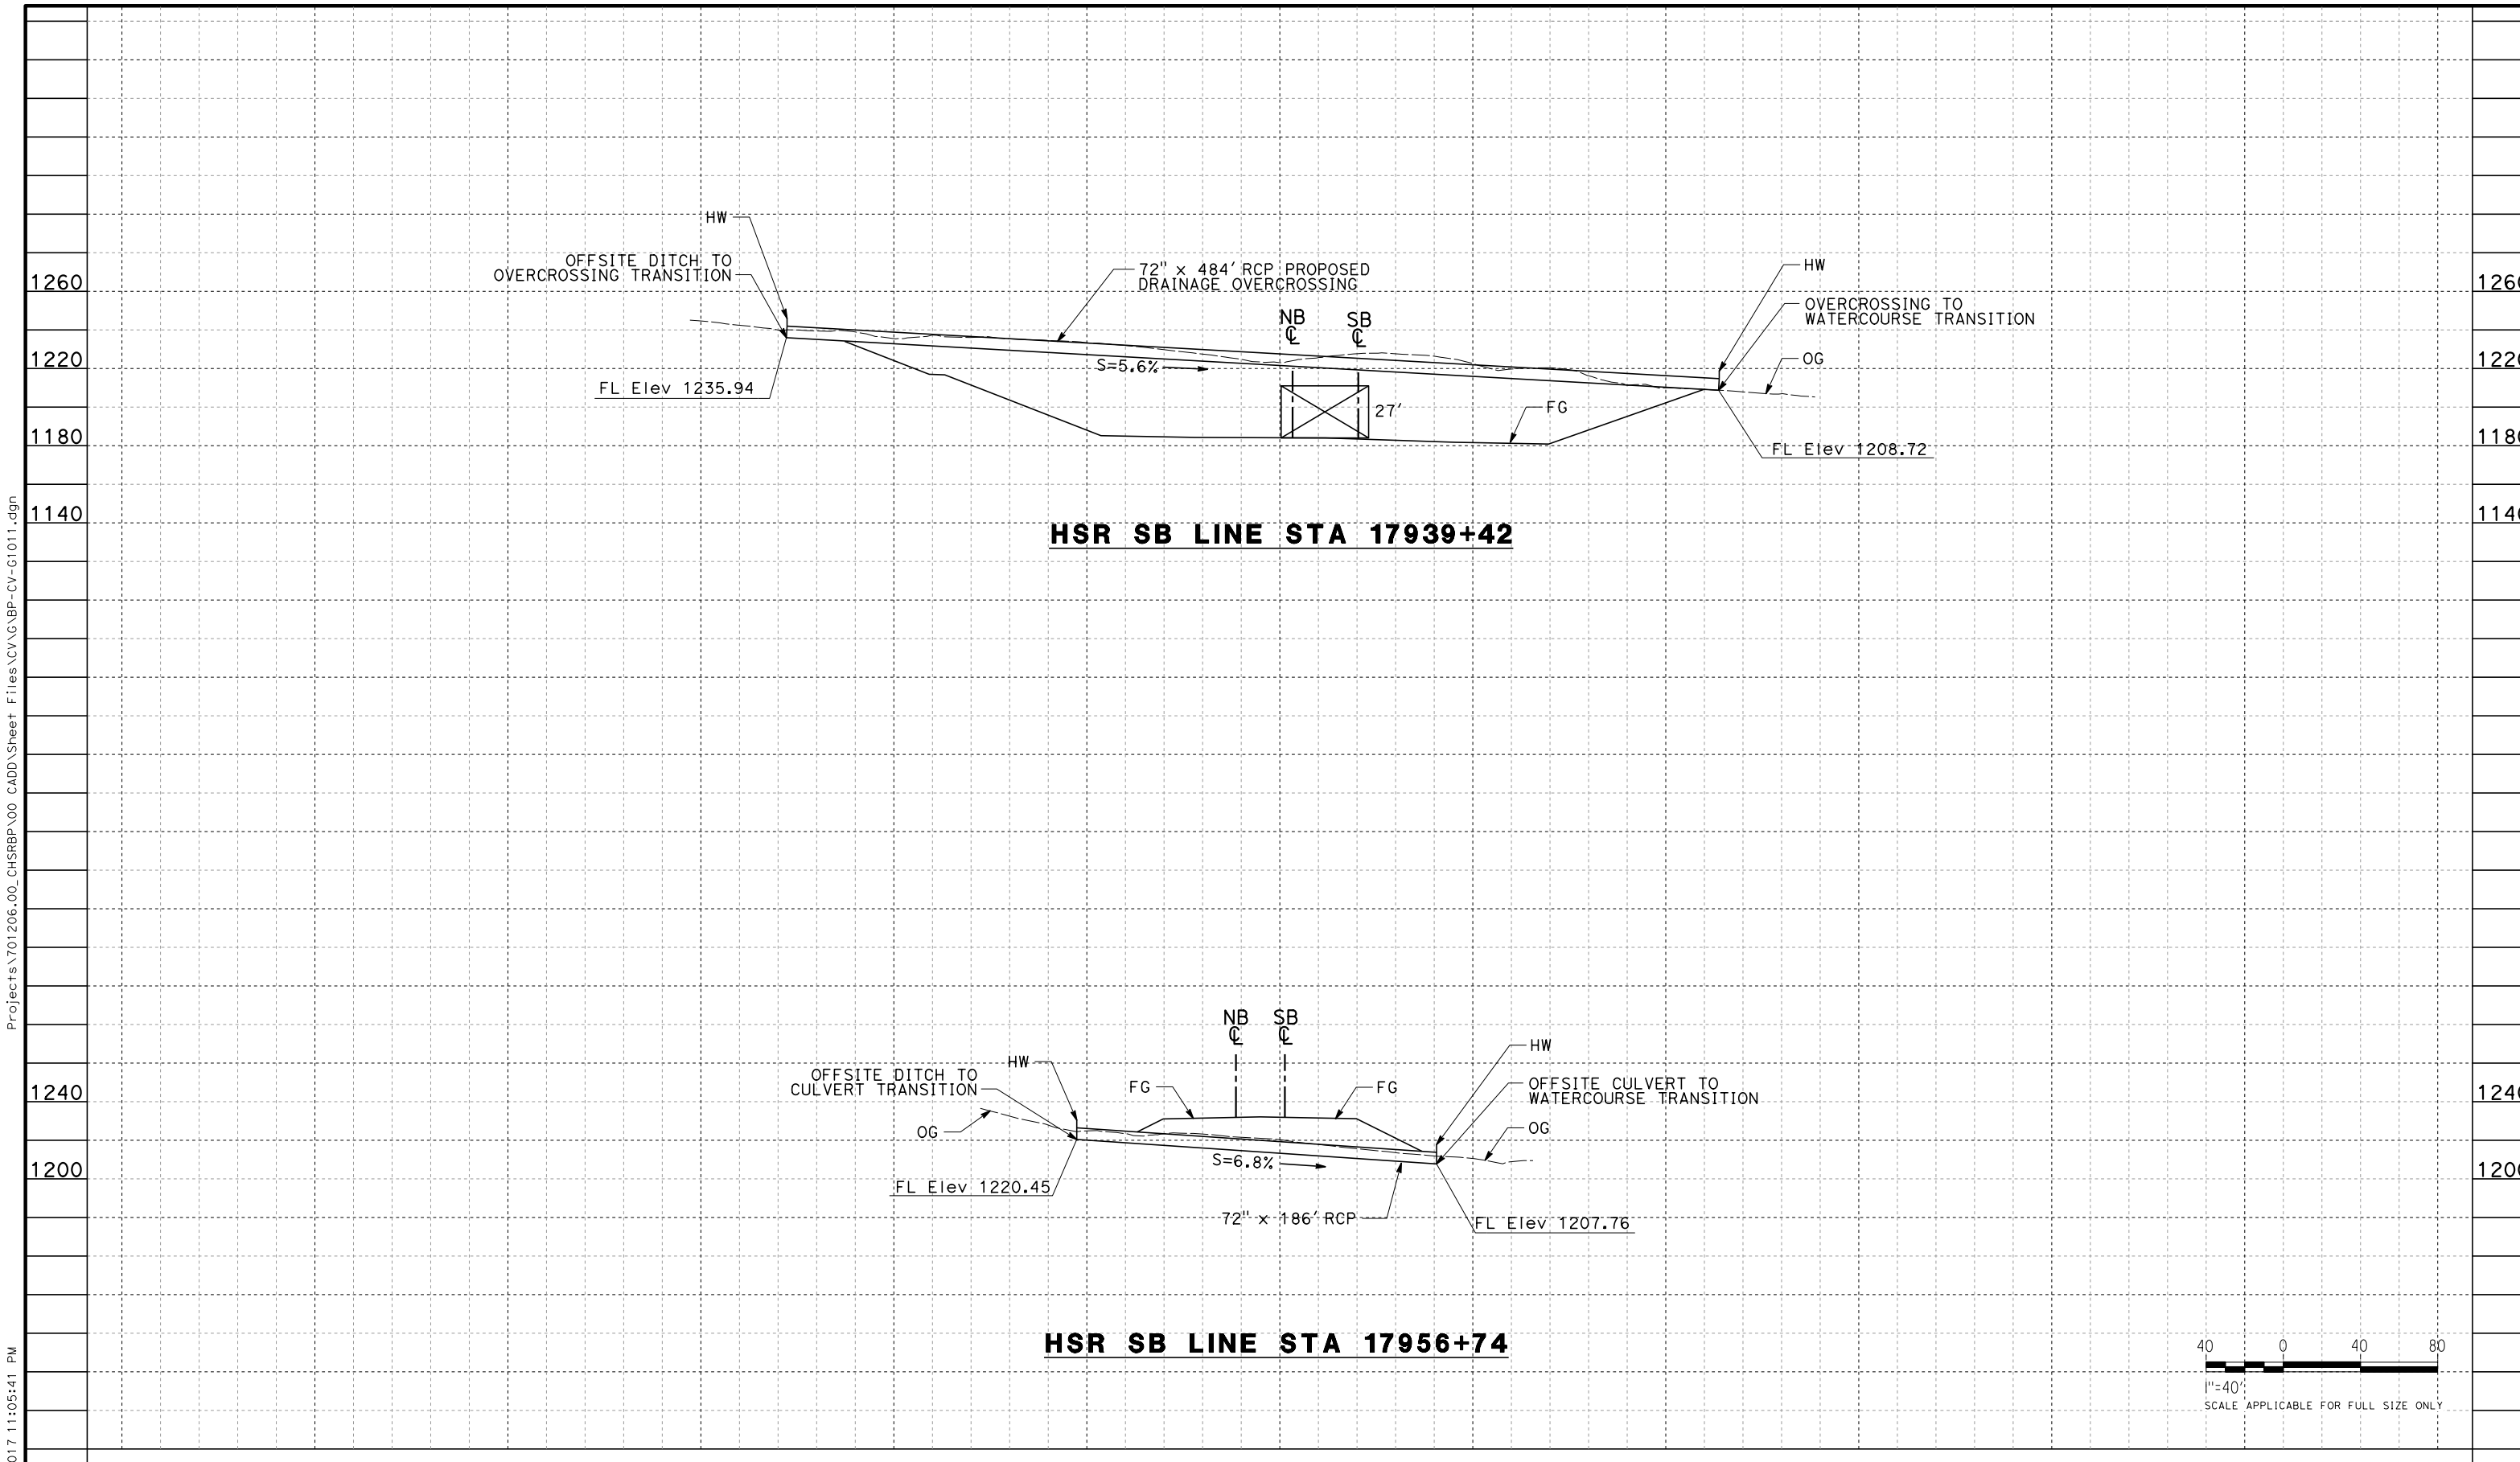 HW
OFFSITE DITCH TO
OVERCROSSING TRANSITION
72" x 484' RCP PROPOSED
DRAINAGE OVERCROSSING
HW
OVERCROSSING TO
WATERCOURSE TRANSITION
1260
NB
℄
SB
℄
1220
S=5.6%
OG
FL Elev 1235.94
27'
FG
1180
FL Elev 1208.72
1140
HSR SB LINE STA 17939+42
NB
℄
SB
℄
HW
HW
OFFSITE DITCH TO
CULVERT TRANSITION
FG
FG
OFFSITE CULVERT TO
WATERCOURSE TRANSITION
1240
OG
OG
1200
S=6.8%
FL Elev 1220.45
72" x 186' RCP
FL Elev 1207.76
HSR SB LINE STA 17956+74
40 0 40 80
1"=40'
SCALE APPLICABLE FOR FULL SIZE ONLY
Projects\701206.00_CHSRBP\00 CADD\Sheet Files\CV\G\BP-CV-G1011.dgn
017 11:05:41 PM